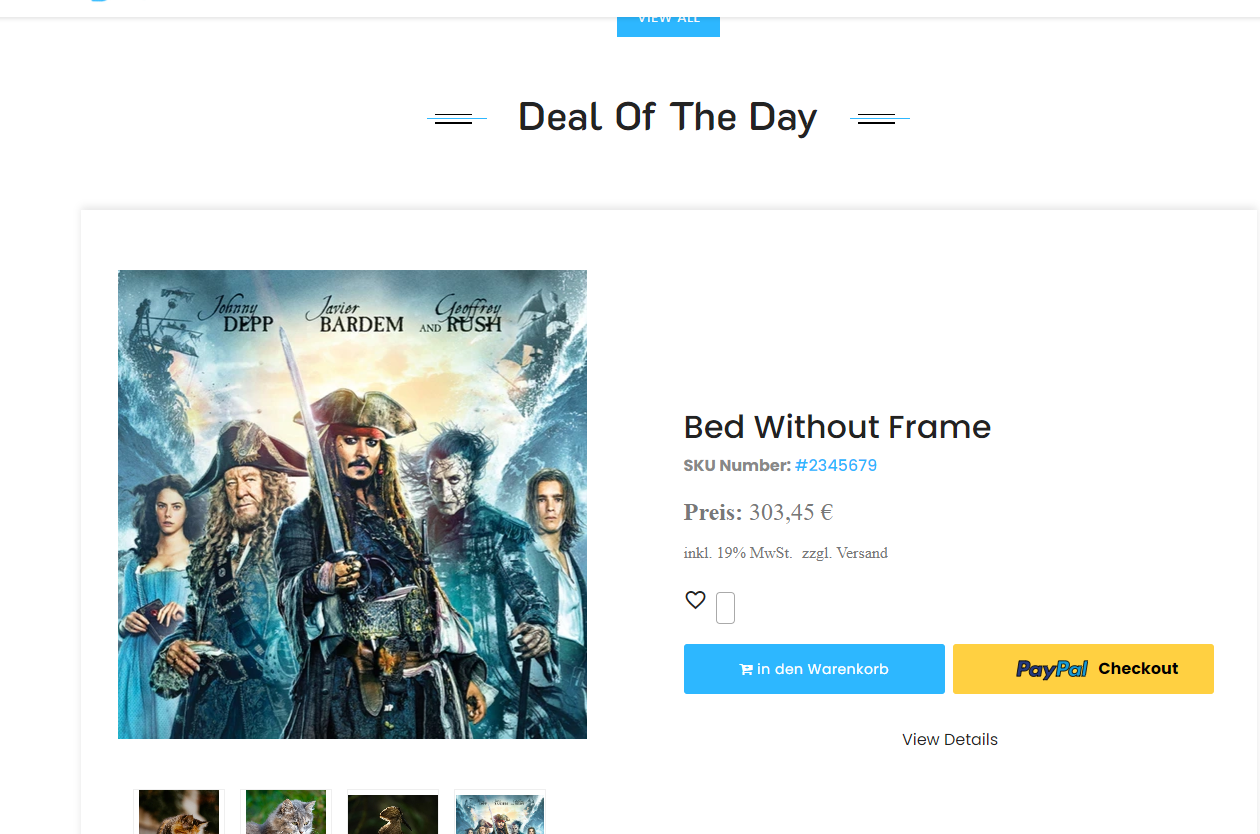 VIEW ALL
Deal Of The Day
Johnny DEPP
Javier BARDEM
AND Geoffrey RUSH
Bed Without Frame
SKU Number: #2345679
Preis: 303,45 €
inkl. 19% MwSt. zzgl. Versand
in den Warenkorb
PayPal Checkout
View Details